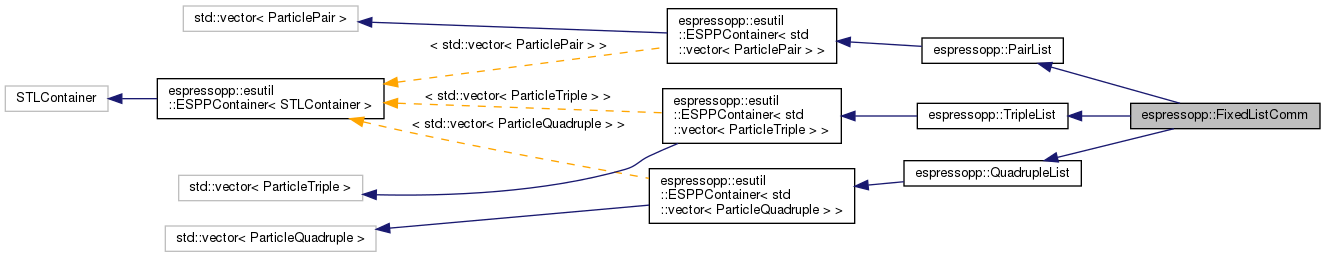 std::vector< ParticlePair >
espressopp::esutil
::ESPPContainer< std
::vector< ParticlePair > >
< std::vector< ParticlePair > >
espressopp::PairList
STLContainer
espressopp::esutil
::ESPPContainer< STLContainer >
< std::vector< ParticleTriple > >
espressopp::esutil
::ESPPContainer< std
::vector< ParticleTriple > >
espressopp::TripleList
espressopp::FixedListComm
< std::vector< ParticleQuadruple > >
std::vector< ParticleTriple >
espressopp::esutil
::ESPPContainer< std
::vector< ParticleQuadruple > >
espressopp::QuadrupleList
std::vector< ParticleQuadruple >